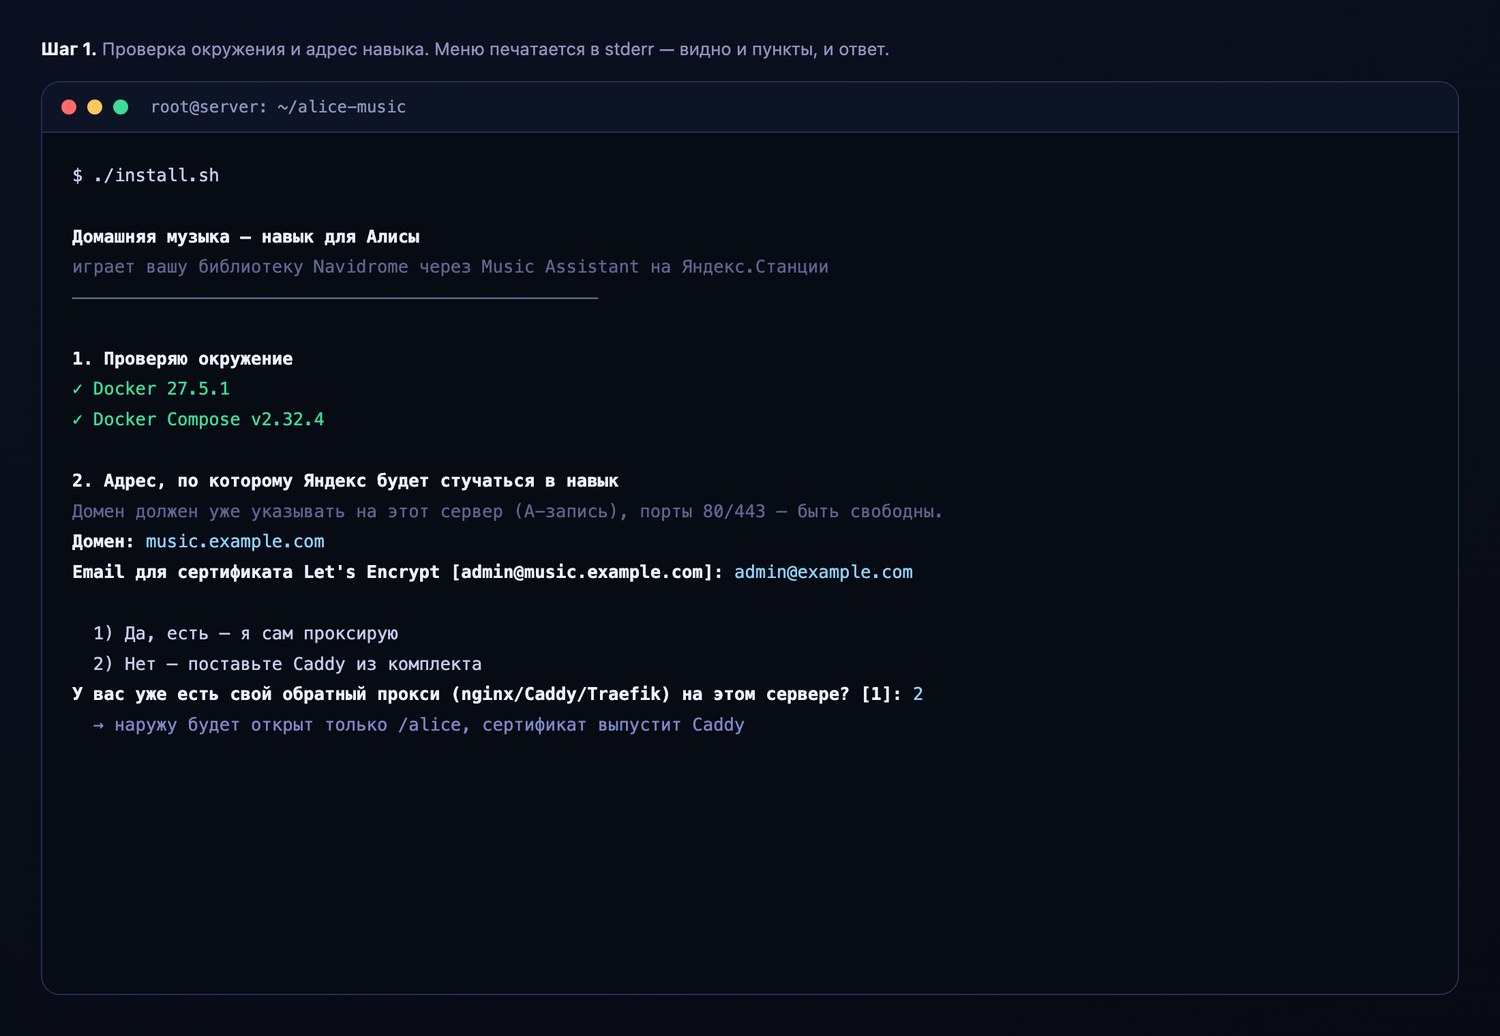 Шаг 1. Проверка окружения и адрес навыка. Меню печатается в stderr — видно и пункты, и ответ.
root@server: ~/alice-music
$ ./install.sh
Домашняя музыка — навык для Алисы
играет вашу библиотеку Navidrome через Music Assistant на Яндекс.Станции
1. Проверяю окружение
✓ Docker 27.5.1
✓ Docker Compose v2.32.4
2. Адрес, по которому Яндекс будет стучаться в навык
Домен должен уже указывать на этот сервер (A-запись), порты 80/443 — быть свободны.
Домен: music.example.com
Email для сертификата Let's Encrypt [admin@music.example.com]: admin@example.com
1) Да, есть — я сам проксирую
2) Нет — поставьте Caddy из комплекта
У вас уже есть свой обратный прокси (nginx/Caddy/Traefik) на этом сервере? [1]: 2
→ наружу будет открыт только /alice, сертификат выпустит Caddy